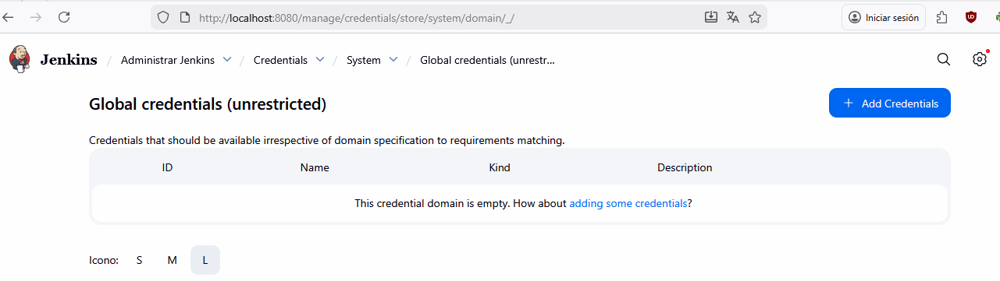 http://localhost:8080/manage/credentials/store/system/domain/_/
Iniciar sesión
Jenkins / Administrar Jenkins / Credentials / System / Global credentials (unrestr...
Global credentials (unrestricted)
+ Add Credentials
Credentials that should be available irrespective of domain specification to requirements matching.
ID Name Kind Description
This credential domain is empty. How about adding some credentials?
Icono: S M L